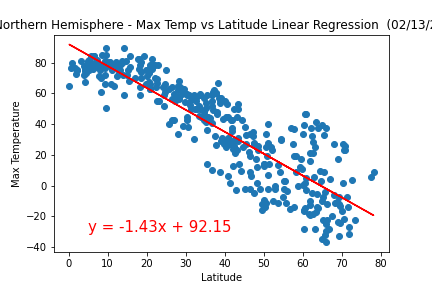 Northern Hemisphere - Max Temp vs Latitude Linear Regression (02/13/2
Max Temperature
80
60
40
20
0
−20
−40
y = -1.43x + 92.15
0 10 20 30 40 50 60 70 80
Latitude